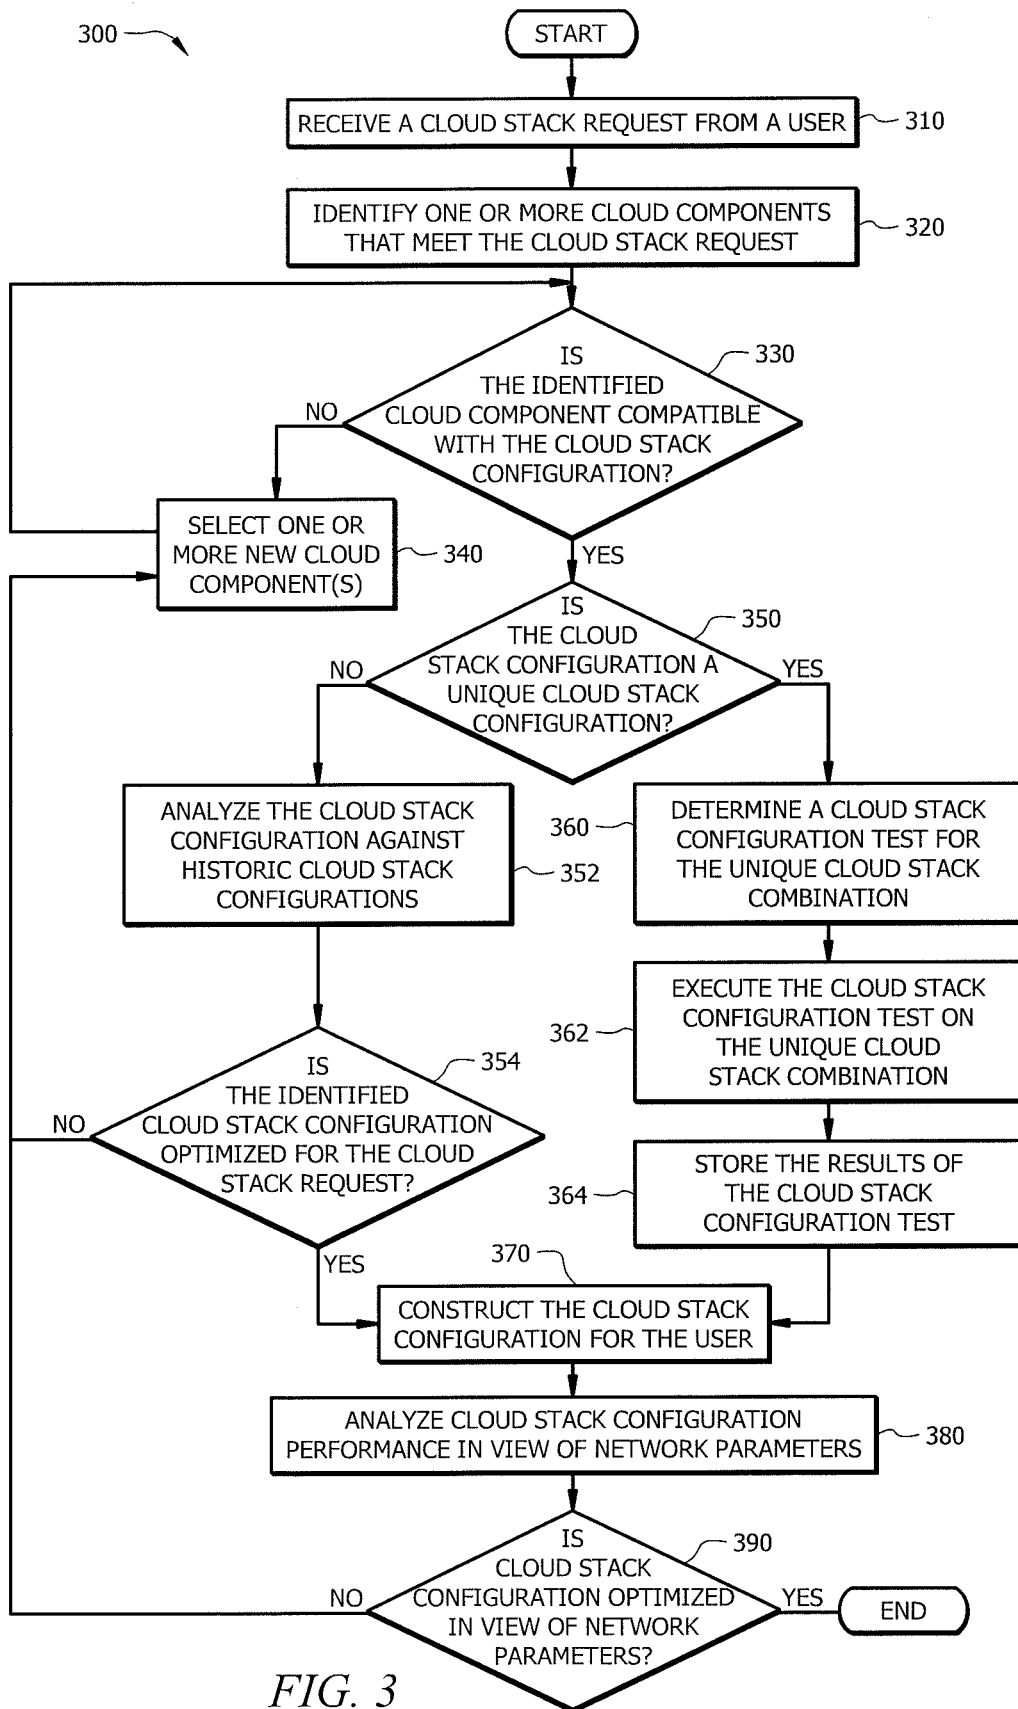 300
START
RECEIVE A CLOUD STACK REQUEST FROM A USER
310
IDENTIFY ONE OR MORE CLOUD COMPONENTS
THAT MEET THE CLOUD STACK REQUEST
320
IS
THE IDENTIFIED
CLOUD COMPONENT COMPATIBLE
WITH THE CLOUD STACK
CONFIGURATION?
330
NO
YES
SELECT ONE OR
MORE NEW CLOUD
COMPONENT(S)
340
IS
THE CLOUD
STACK CONFIGURATION A
UNIQUE CLOUD STACK
CONFIGURATION?
350
NO
YES
ANALYZE THE CLOUD STACK
CONFIGURATION AGAINST
HISTORIC CLOUD STACK
CONFIGURATIONS
352
360
DETERMINE A CLOUD STACK
CONFIGURATION TEST FOR
THE UNIQUE CLOUD STACK
COMBINATION
362
EXECUTE THE CLOUD STACK
CONFIGURATION TEST ON
THE UNIQUE CLOUD
STACK COMBINATION
IS
THE IDENTIFIED
CLOUD STACK CONFIGURATION
OPTIMIZED FOR THE CLOUD
STACK REQUEST?
354
NO
YES
364
STORE THE RESULTS OF
THE CLOUD STACK
CONFIGURATION TEST
370
CONSTRUCT THE CLOUD STACK
CONFIGURATION FOR THE USER
ANALYZE CLOUD STACK CONFIGURATION
PERFORMANCE IN VIEW OF NETWORK PARAMETERS
380
IS
CLOUD STACK
CONFIGURATION OPTIMIZED
IN VIEW OF NETWORK
PARAMETERS?
390
NO
YES
END
FIG. 3